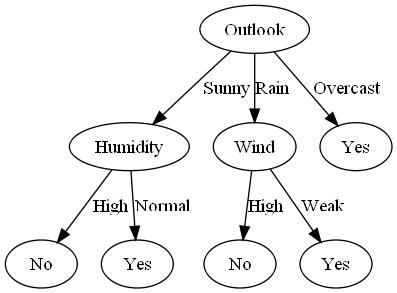 Outlook
Sunny Rain Overcast
Humidity Wind Yes
High Normal High Weak
No Yes No Yes